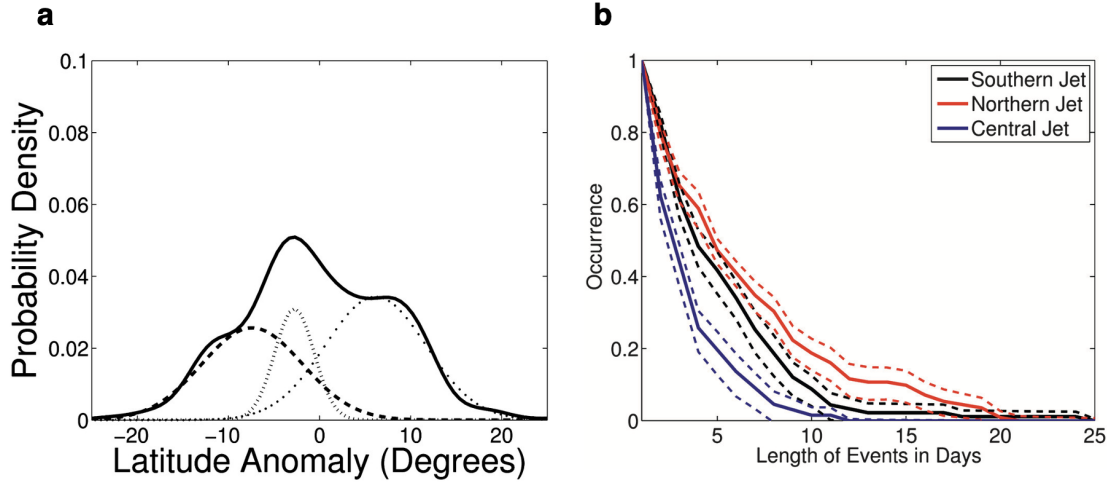 a
0.1
0.08
0.06
0.04
0.02
0
Probability Density
−20
−10
0
10
20
Latitude Anomaly (Degrees)
b
1
0.8
0.6
0.4
0.2
0
Occurrence
Southern Jet
Northern Jet
Central Jet
5
10
15
20
25
Length of Events in Days